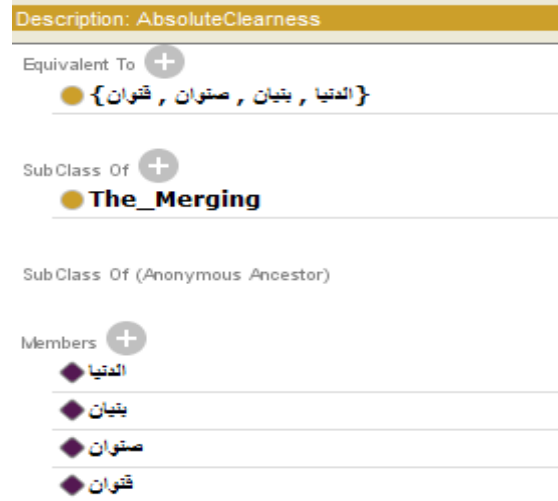 Description: AbsoluteClearness
Equivalent To
{الدنيا , بنيان , صنوان , قنوان}
SubClass Of
The_Merging
SubClass Of (Anonymous Ancestor)
Members
الدنيا
بنيان
صنوان
قنوان